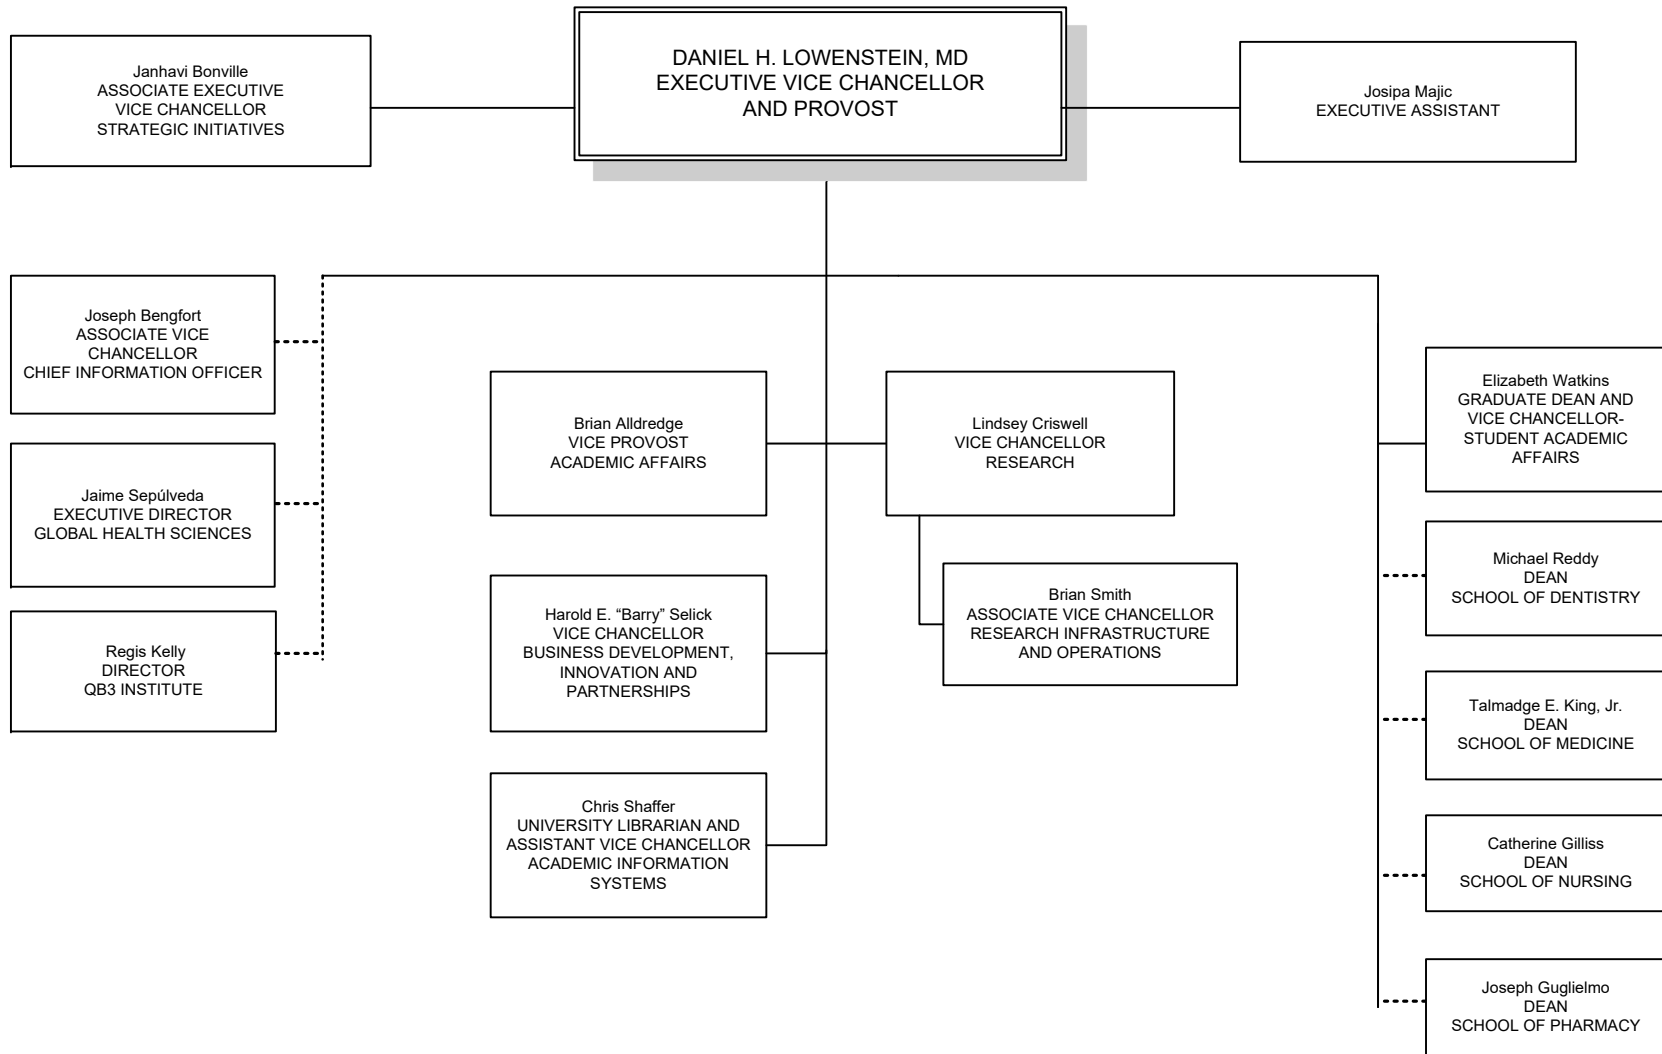 Janhavi Bonville
ASSOCIATE EXECUTIVE
VICE CHANCELLOR
STRATEGIC INITIATIVES
DANIEL H. LOWENSTEIN, MD
EXECUTIVE VICE CHANCELLOR
AND PROVOST
Josipa Majic
EXECUTIVE ASSISTANT
Joseph Bengfort
ASSOCIATE VICE
CHANCELLOR
CHIEF INFORMATION OFFICER
Jaime Sepúlveda
EXECUTIVE DIRECTOR
GLOBAL HEALTH SCIENCES
Regis Kelly
DIRECTOR
QB3 INSTITUTE
Brian Alldredge
VICE PROVOST
ACADEMIC AFFAIRS
Harold E. “Barry” Selick
VICE CHANCELLOR
BUSINESS DEVELOPMENT,
INNOVATION AND
PARTNERSHIPS
Chris Shaffer
UNIVERSITY LIBRARIAN AND
ASSISTANT VICE CHANCELLOR
ACADEMIC INFORMATION
SYSTEMS
Lindsey Criswell
VICE CHANCELLOR
RESEARCH
Brian Smith
ASSOCIATE VICE CHANCELLOR
RESEARCH INFRASTRUCTURE
AND OPERATIONS
Elizabeth Watkins
GRADUATE DEAN AND
VICE CHANCELLOR-
STUDENT ACADEMIC
AFFAIRS
Michael Reddy
DEAN
SCHOOL OF DENTISTRY
Talmadge E. King, Jr.
DEAN
SCHOOL OF MEDICINE
Catherine Gilliss
DEAN
SCHOOL OF NURSING
Joseph Guglielmo
DEAN
SCHOOL OF PHARMACY